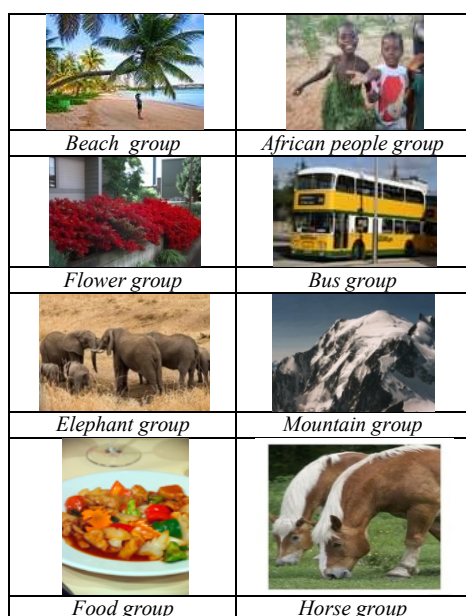 Beach group
African people group
Flower group
Bus group
Elephant group
Mountain group
Food group
Horse group